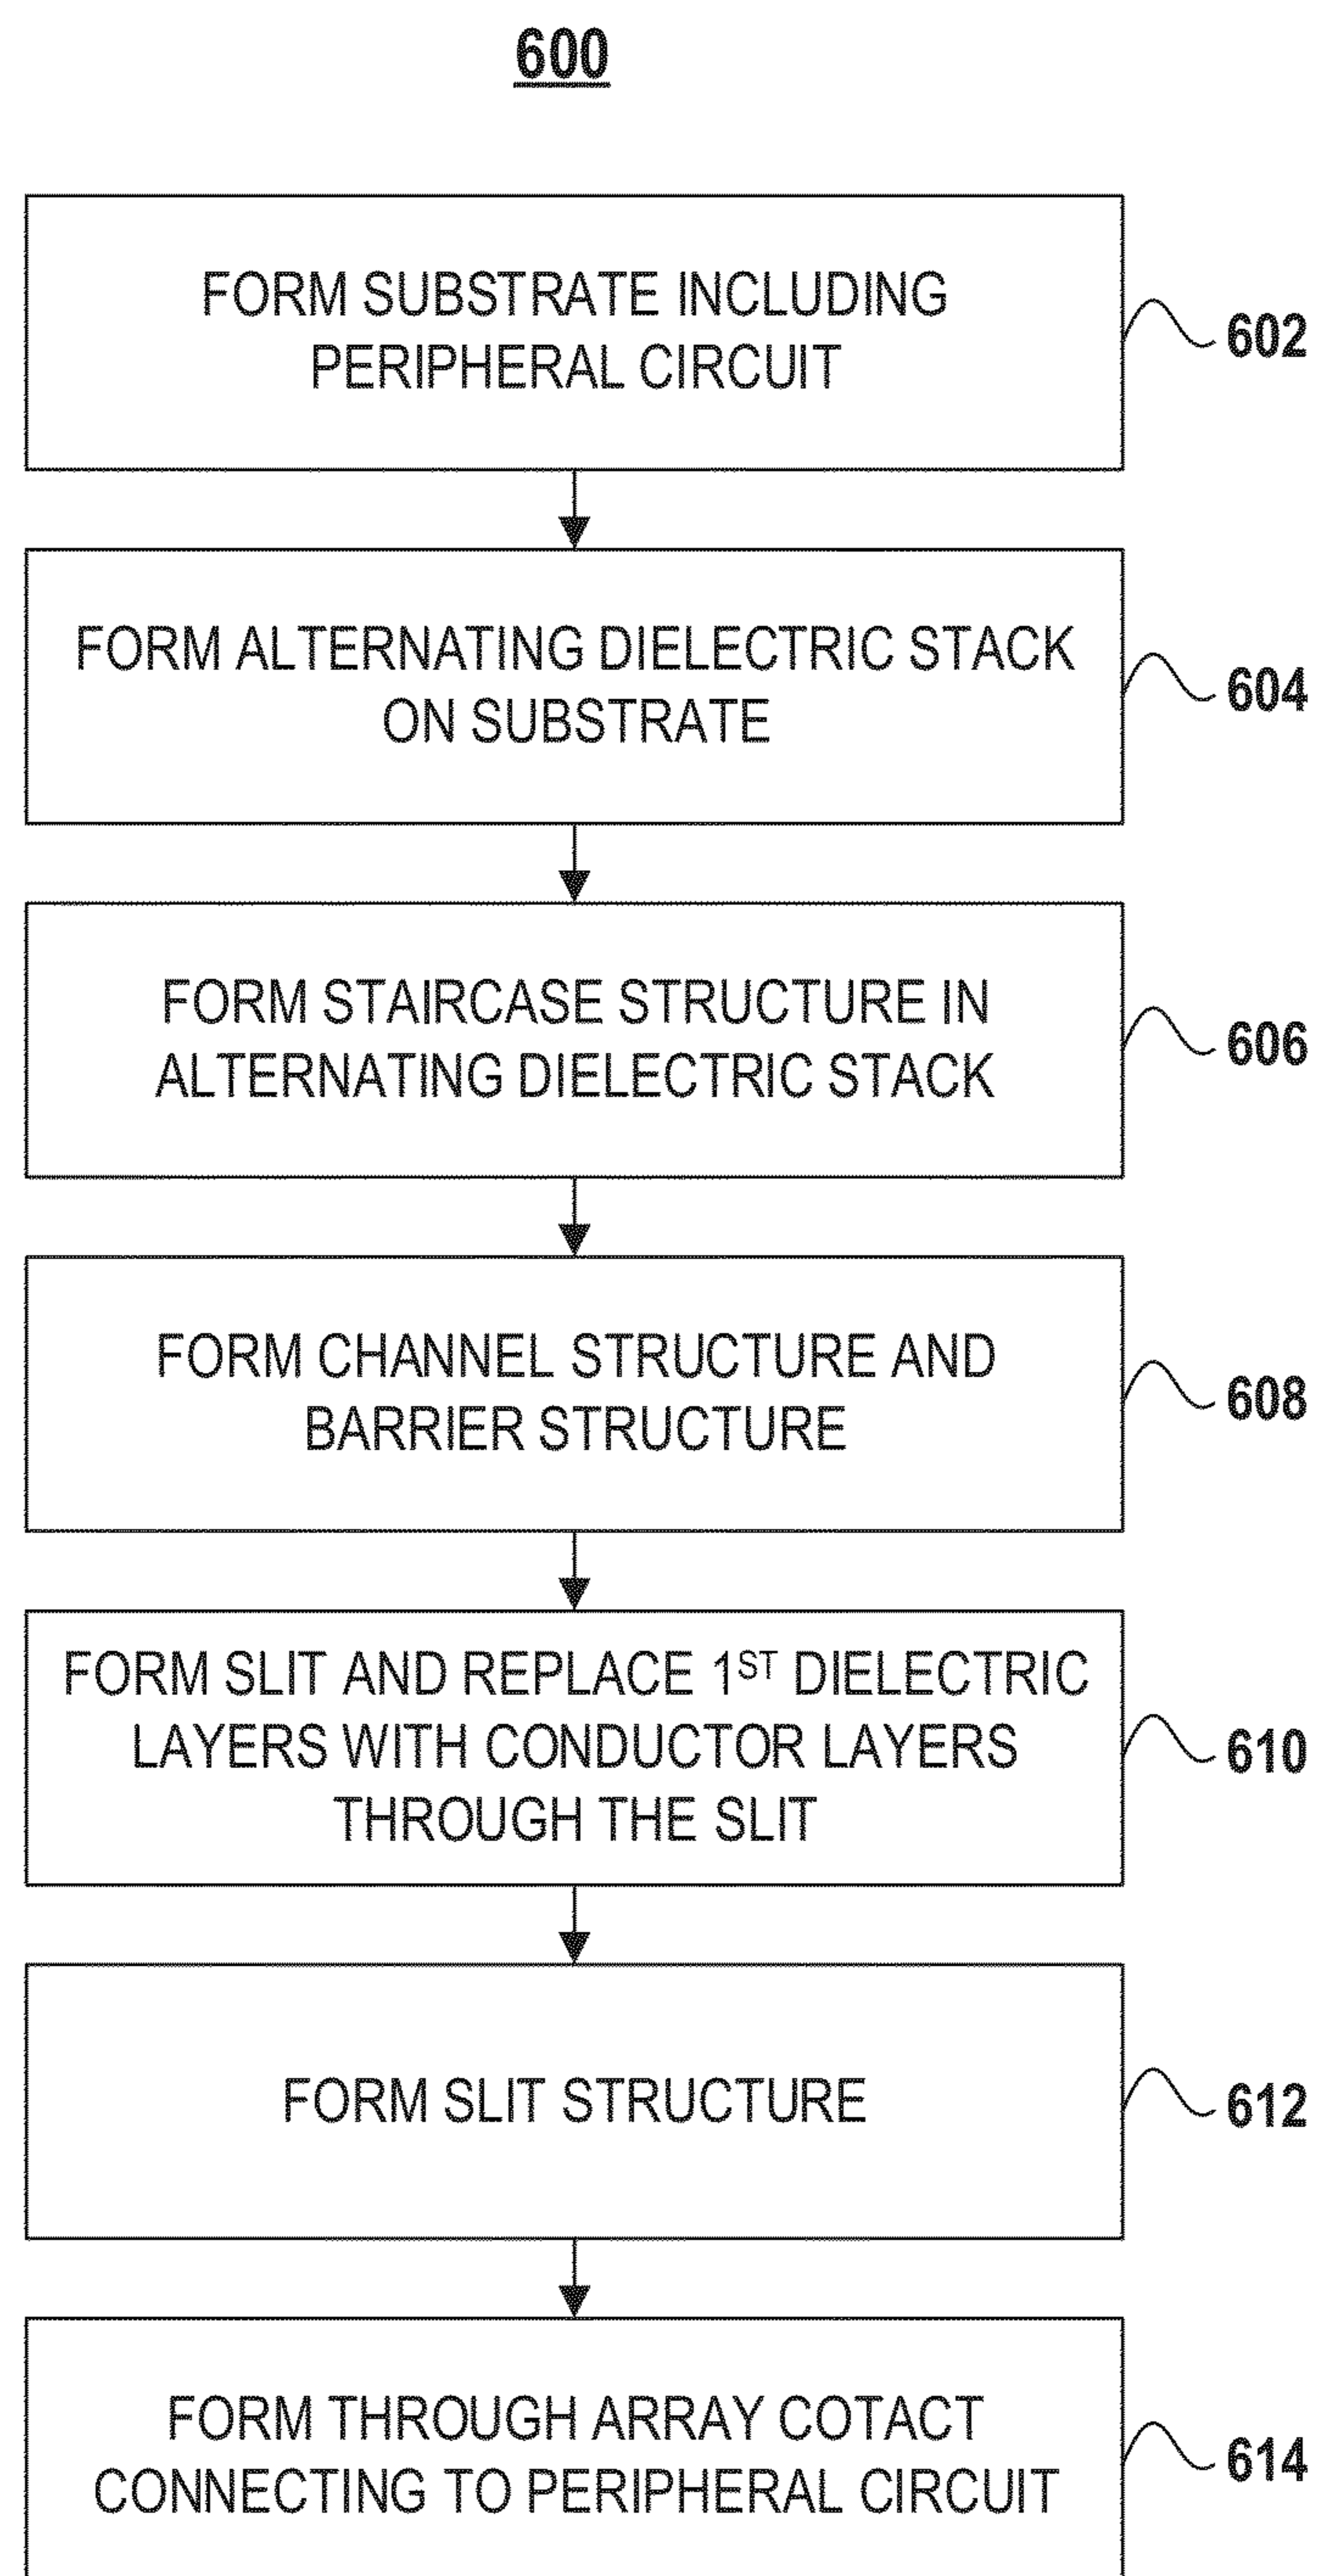 600
FORM SUBSTRATE INCLUDING
PERIPHERAL CIRCUIT
602
FORM ALTERNATING DIELECTRIC STACK
ON SUBSTRATE
604
FORM STAIRCASE STRUCTURE IN
ALTERNATING DIELECTRIC STACK
606
FORM CHANNEL STRUCTURE AND
BARRIER STRUCTURE
608
FORM SLIT AND REPLACE 1ST DIELECTRIC
LAYERS WITH CONDUCTOR LAYERS
THROUGH THE SLIT
610
FORM SLIT STRUCTURE
612
FORM THROUGH ARRAY COTACT
CONNECTING TO PERIPHERAL CIRCUIT
614